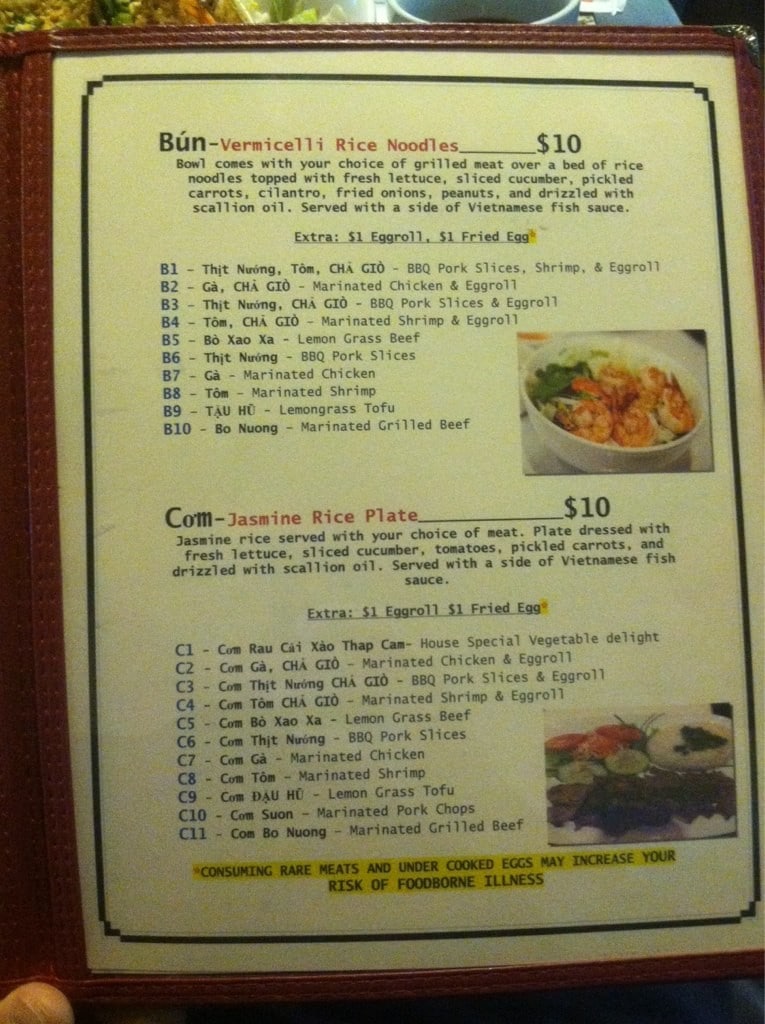 Bún-Vermicelli Rice Noodles________$10
Bowl comes with your choice of grilled meat over a bed of rice
noodles topped with fresh lettuce, sliced cucumber, pickled
carrots, cilantro, fried onions, peanuts, and drizzled with
scallion oil. Served with a side of Vietnamese fish sauce.
Extra: $1 Eggroll, $1 Fried Egg*
B1 - Thịt Nướng, Tôm, CHẢ GIÒ - BBQ Pork Slices, Shrimp, & Eggroll
B2 - Gà, CHẢ GIÒ - Marinated Chicken & Eggroll
B3 - Thịt Nướng, CHẢ GIÒ - BBQ Pork Slices & Eggroll
B4 - Tôm, CHẢ GIÒ - Marinated Shrimp & Eggroll
B5 - Bò Xao Xa - Lemon Grass Beef
B6 - Thịt Nướng - BBQ Pork Slices
B7 - Gà - Marinated Chicken
B8 - Tôm - Marinated Shrimp
B9 - TẬU HŨ - Lemongrass Tofu
B10 - Bo Nuong - Marinated Grilled Beef
Cơm-Jasmine Rice Plate______________$10
Jasmine rice served with your choice of meat. Plate dressed with
fresh lettuce, sliced cucumber, tomatoes, pickled carrots, and
drizzled with scallion oil. Served with a side of Vietnamese fish
sauce.
Extra: $1 Eggroll $1 Fried Egg*
C1 - Cơm Rau Cải Xào Thap Cam- House Special Vegetable delight
C2 - Cơm Gà, CHẢ GIÒ - Marinated Chicken & Eggroll
C3 - Cơm Thịt Nướng CHẢ GIÒ - BBQ Pork Slices & Eggroll
C4 - Cơm Tôm CHẢ GIÒ - Marinated Shrimp & Eggroll
C5 - Cơm Bò Xao Xa - Lemon Grass Beef
C6 - Cơm Thịt Nướng - BBQ Pork Slices
C7 - Cơm Gà - Marinated Chicken
C8 - Cơm Tôm - Marinated Shrimp
C9 - Cơm ĐẬU HŨ - Lemon Grass Tofu
C10 - Cơm Suon - Marinated Pork Chops
C11 - Com Bo Nuong - Marinated Grilled Beef
*CONSUMING RARE MEATS AND UNDER COOKED EGGS MAY INCREASE YOUR
RISK OF FOODBORNE ILLNESS